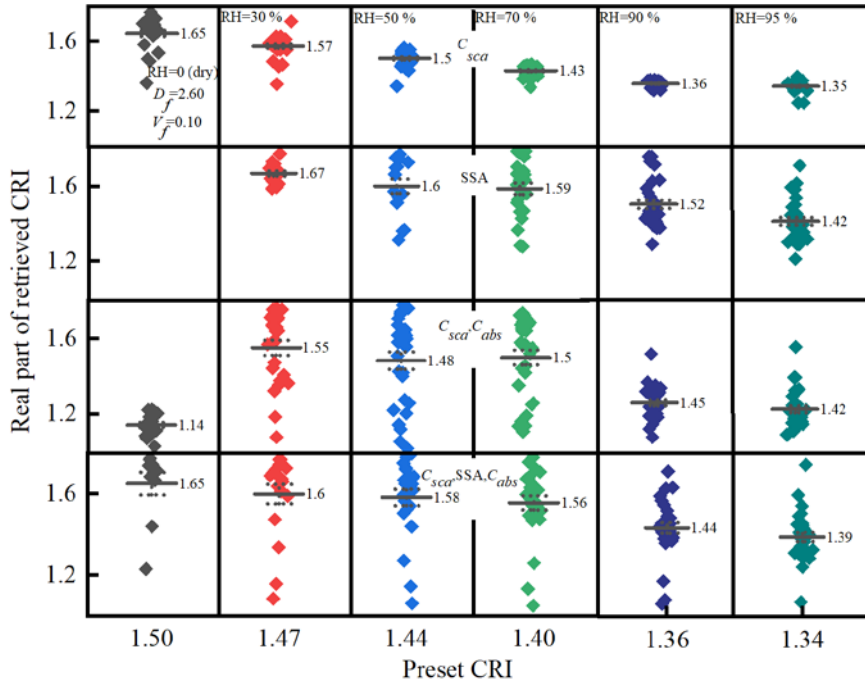 RH=30 %
RH=50 %
RH=70 %
RH=90 %
RH=95 %
1.6
1.2
1.65
1.57
1.5
C_sca
1.43
1.36
1.35
RH=0 (dry)
D_f=2.60
V_f=0.10
1.6
1.2
1.67
1.6
SSA
1.59
1.52
1.42
1.6
1.2
1.14
1.55
1.48
C_sca,C_abs
1.5
1.45
1.42
1.6
1.2
1.65
1.6
1.58
C_sca,SSA,C_abs
1.56
1.44
1.39
Real part of retrieved CRI
1.50
1.47
1.44
1.40
1.36
1.34
Preset CRI